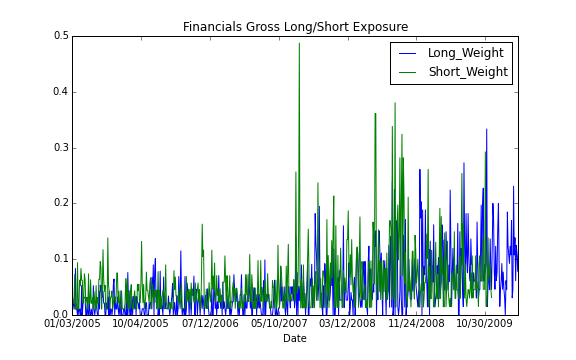 Financials Gross Long/Short Exposure
Long_Weight
Short_Weight
0.5
0.4
0.3
0.2
0.1
0.0
01/03/2005 10/04/2005 07/12/2006 05/10/2007 03/12/2008 11/24/2008 10/30/2009
Date